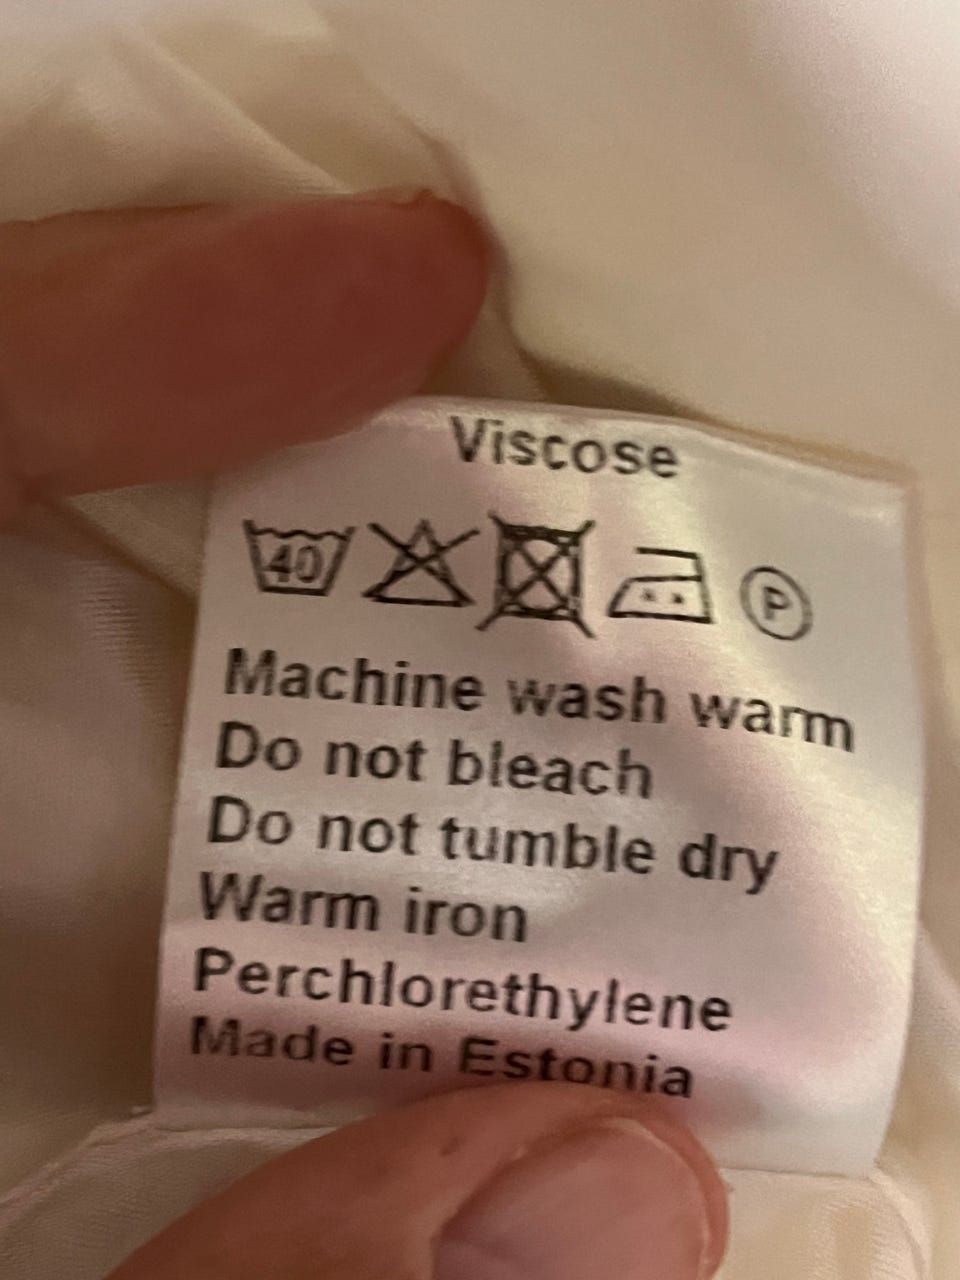 Viscose
40 P
Machine wash warm
Do not bleach
Do not tumble dry
Warm iron
Perchlorethylene
Made in Estonia